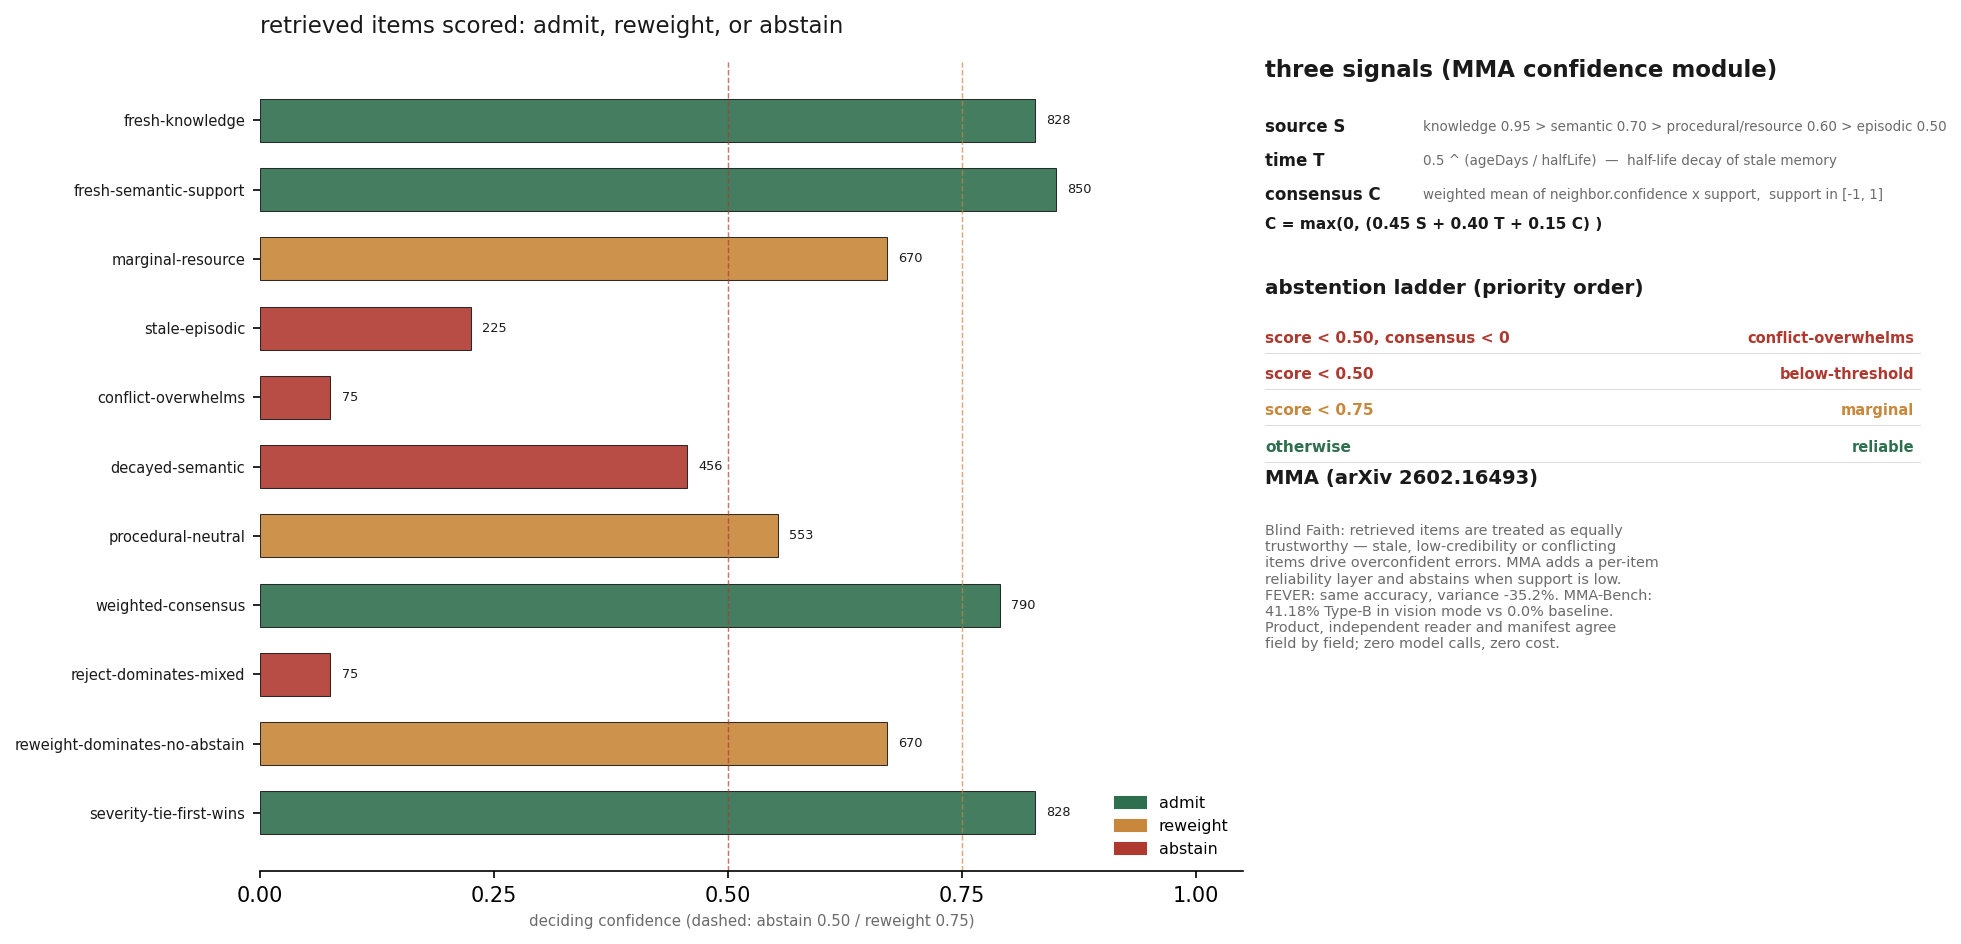 retrieved items scored: admit, reweight, or abstain
fresh-knowledge
828
fresh-semantic-support
850
marginal-resource
670
stale-episodic
225
conflict-overwhelms
75
decayed-semantic
456
procedural-neutral
553
weighted-consensus
790
reject-dominates-mixed
75
reweight-dominates-no-abstain
670
severity-tie-first-wins
828
admit
reweight
abstain
0.00 0.25 0.50 0.75 1.00
deciding confidence (dashed: abstain 0.50 / reweight 0.75)
three signals (MMA confidence module)
source S knowledge 0.95 > semantic 0.70 > procedural/resource 0.60 > episodic 0.50
time T 0.5 ^ (ageDays / halfLife) — half-life decay of stale memory
consensus C weighted mean of neighbor.confidence x support, support in [-1, 1]
C = max(0, (0.45 S + 0.40 T + 0.15 C) )
abstention ladder (priority order)
score < 0.50, consensus < 0 conflict-overwhelms
score < 0.50 below-threshold
score < 0.75 marginal
otherwise reliable
MMA (arXiv 2602.16493)
Blind Faith: retrieved items are treated as equally
trustworthy — stale, low-credibility or conflicting
items drive overconfident errors. MMA adds a per-item
reliability layer and abstains when support is low.
FEVER: same accuracy, variance -35.2%. MMA-Bench:
41.18% Type-B in vision mode vs 0.0% baseline.
Product, independent reader and manifest agree
field by field; zero model calls, zero cost.